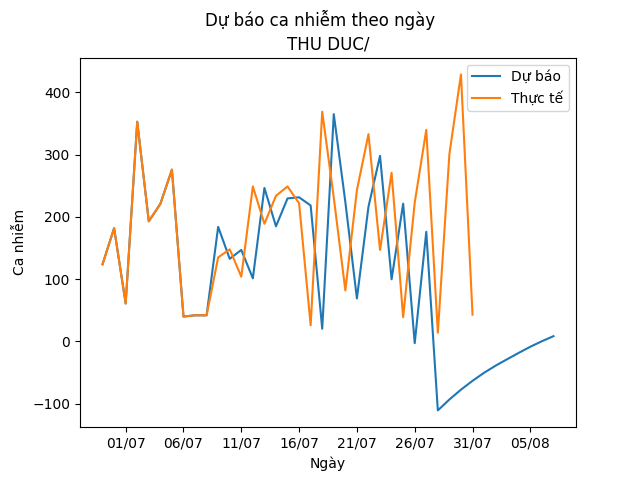 Dự báo ca nhiễm theo ngày
THU DUC/
Dự báo
Thực tế
Ca nhiễm
400
300
200
100
0
−100
01/07 06/07 11/07 16/07 21/07 26/07 31/07 05/08
Ngày